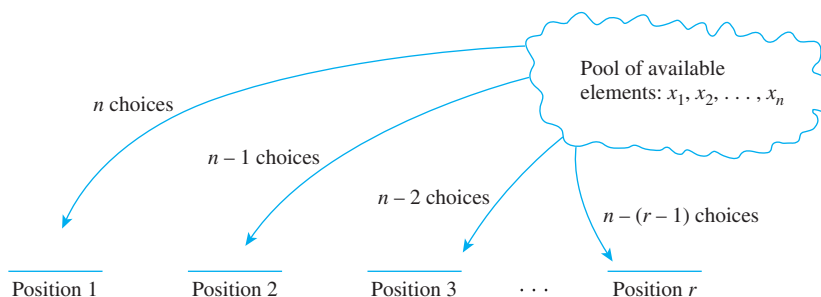 Pool of available
elements: x₁, x₂, . . . , xₙ
n choices
n – 1 choices
n – 2 choices
n – (r – 1) choices
Position 1 Position 2 Position 3 · · · Position r